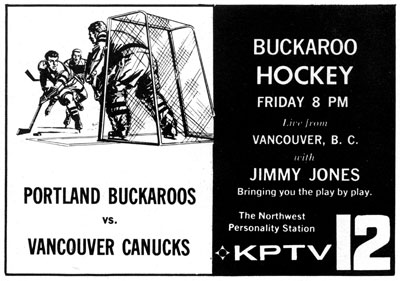 PORTLAND BUCKAROOS
vs.
VANCOUVER CANUCKS
BUCKAROO
HOCKEY
FRIDAY 8 PM
Live from
VANCOUVER, B. C.
with
JIMMY JONES
Bringing you the play by play.
The Northwest
Personality Station
KPTV 12